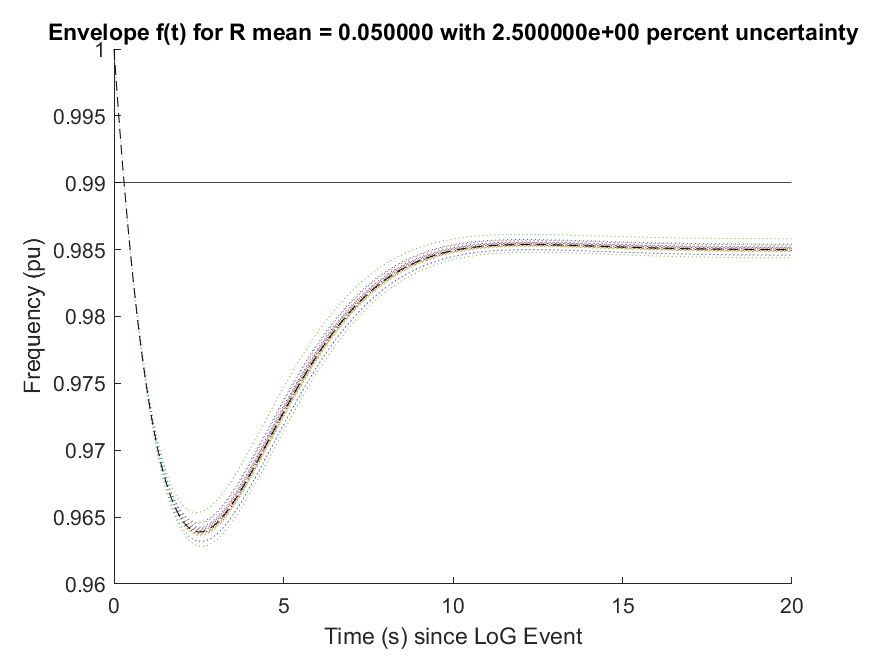 Envelope f(t) for R mean = 0.050000 with 2.500000e+00 percent uncertainty
1
0.995
0.99
0.985
0.98
0.975
0.97
0.965
0.96
Frequency (pu)
0 5 10 15 20
Time (s) since LoG Event